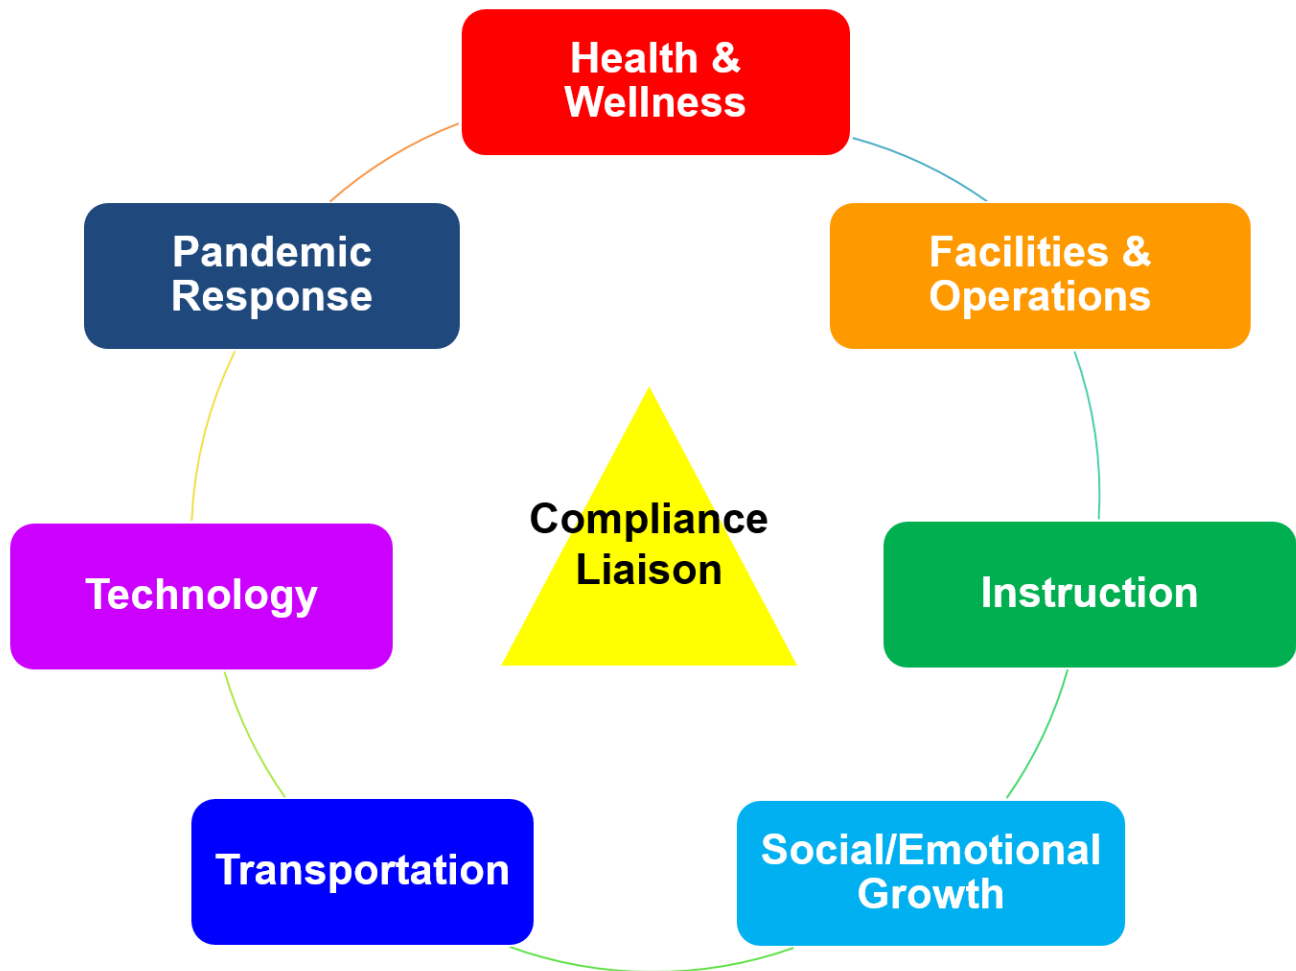 Health &
Wellness
Pandemic
Response
Facilities &
Operations
Compliance
Liaison
Technology
Instruction
Transportation
Social/Emotional
Growth